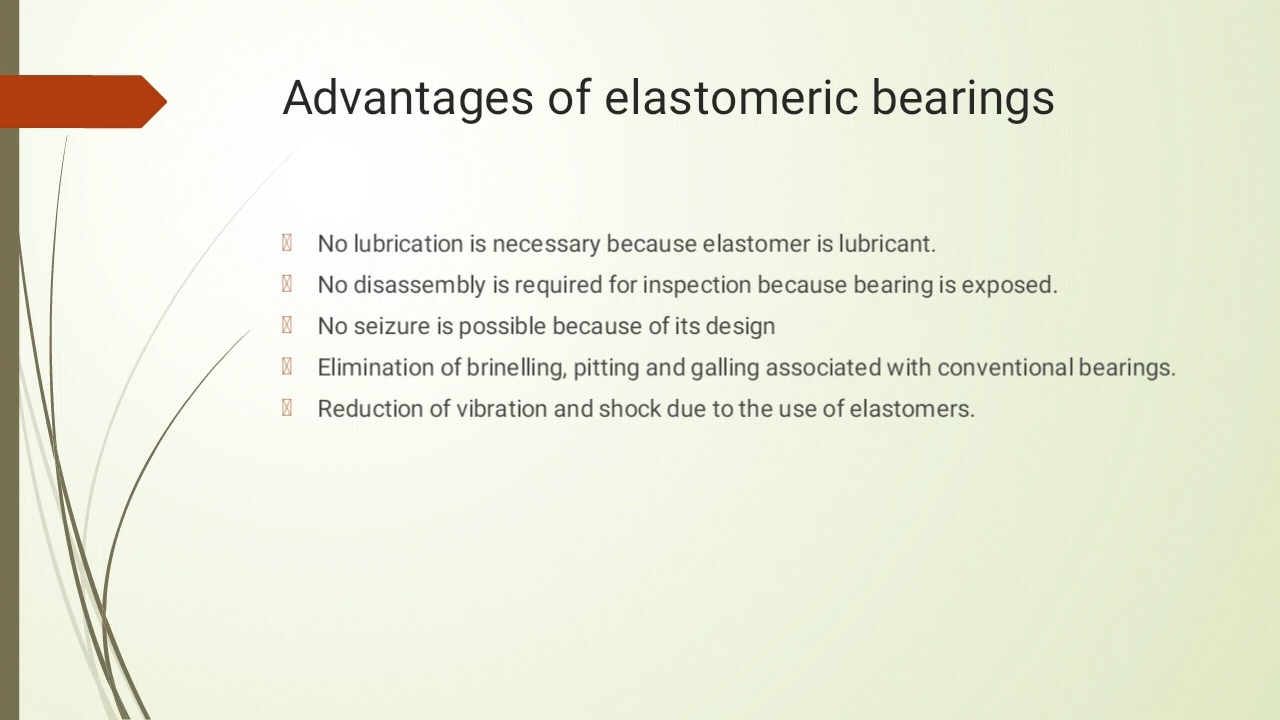 Advantages of elastomeric bearings
No lubrication is necessary because elastomer is lubricant.
No disassembly is required for inspection because bearing is exposed.
No seizure is possible because of its design
Elimination of brinelling, pitting and galling associated with conventional bearings.
Reduction of vibration and shock due to the use of elastomers.